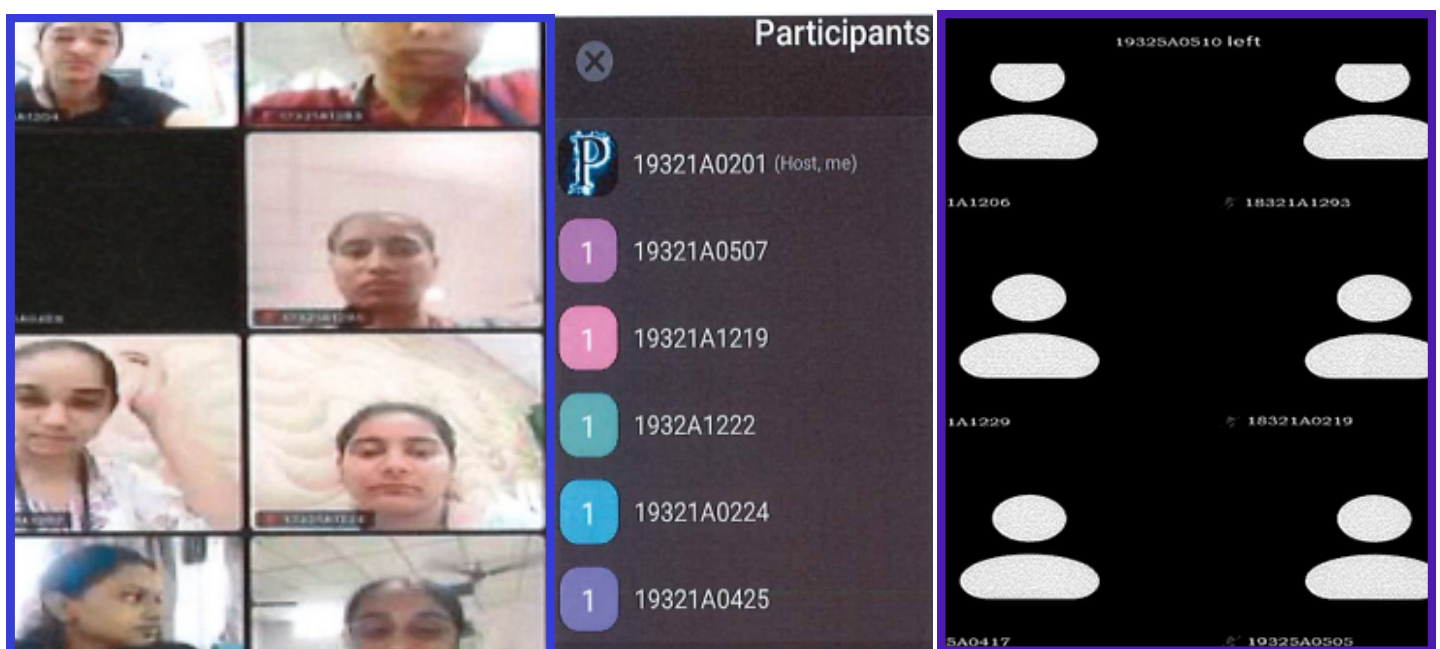 Participants
P
19321A0201 (Host, me)
1
19321A0507
1
19321A1219
1
1932A1222
1
19321A0224
1
19321A0425
19325A0510 left
1A1206
18321A1293
1A1229
18321A0219
5A0417
19325A0505